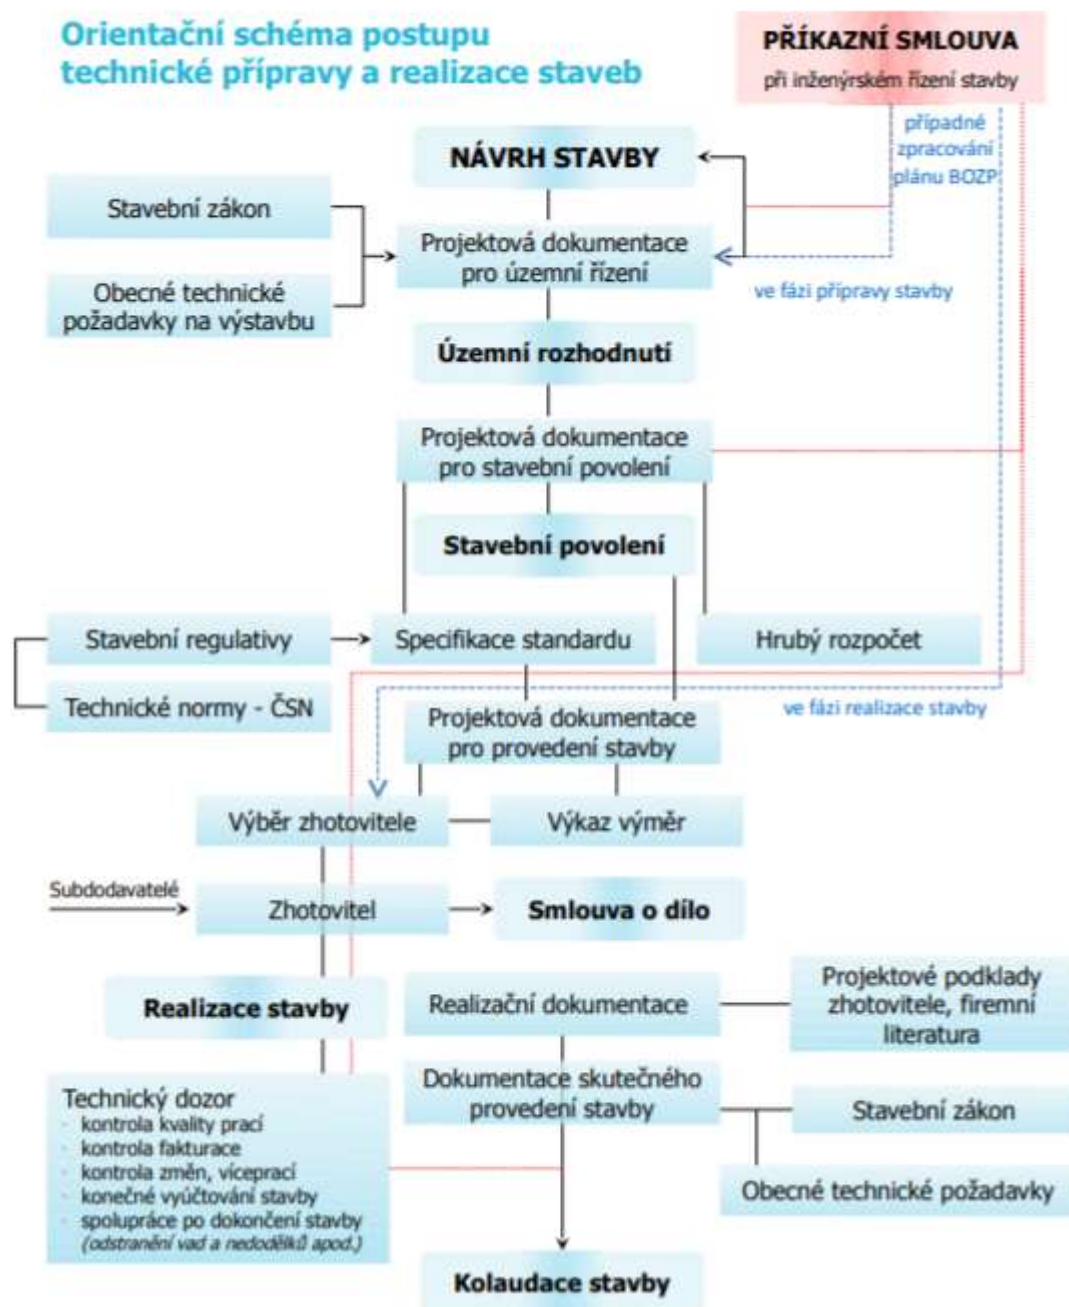 Orientační schéma postupu
technické přípravy a realizace staveb
PŘÍKAZNÍ SMLOUVA
při inženýrském řízení stavby
případné
zpracování
plánu BOZP
NÁVRH STAVBY
Stavební zákon
Projektová dokumentace
pro územní řízení
Obecné technické
požadavky na výstavbu
ve fázi přípravy stavby
Územní rozhodnutí
Projektová dokumentace
pro stavební povolení
Stavební povolení
Stavební regulativy
Specifikace standardu
Hrubý rozpočet
Technické normy - ČSN
Projektová dokumentace
pro provedení stavby
ve fázi realizace stavby
Výběr zhotovitele
Výkaz výměr
Subdodavatelé
Zhotovitel
Smlouva o dílo
Realizace stavby
Realizační dokumentace
Projektové podklady
zhotovitele, firemní
literatura
Technický dozor
· kontrola kvality prací
· kontrola fakturace
· kontrola změn, víceprací
· konečné vyúčtování stavby
· spolupráce po dokončení stavby
(odstranění vad a nedodělků apod.)
Dokumentace skutečného
provedení stavby
Stavební zákon
Obecné technické požadavky
Kolaudace stavby